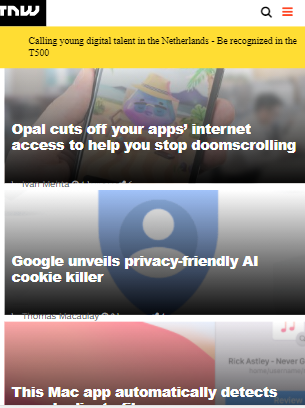 TNW
Calling young digital talent in the Netherlands - Be recognized in the
T500
Opal cuts off your apps' internet
access to help you stop doomscrolling
Ivan Mehta
Google unveils privacy-friendly AI
cookie killer
Thomas Macaulay
Rick Astley - Never G
This Mac app automatically detects